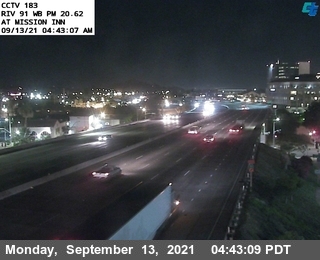 CCTV 183
RIV 91 WB PM 20.62
AT MISSION INN
09/13/21 04:43:07 AM
Monday, September 13, 2021 04:43:09 PDT